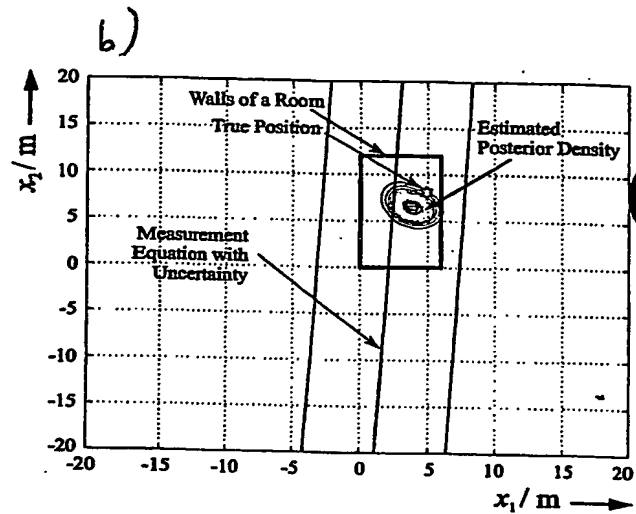 b)
x₂/ m
20
15
10
5
0
-5
-10
-15
-20
Walls of a Room
True Position
Estimated
Posterior Density
Measurement
Equation with
Uncertainty
-20 -15 -10 -5 0 5 10 15 20
x₁/ m